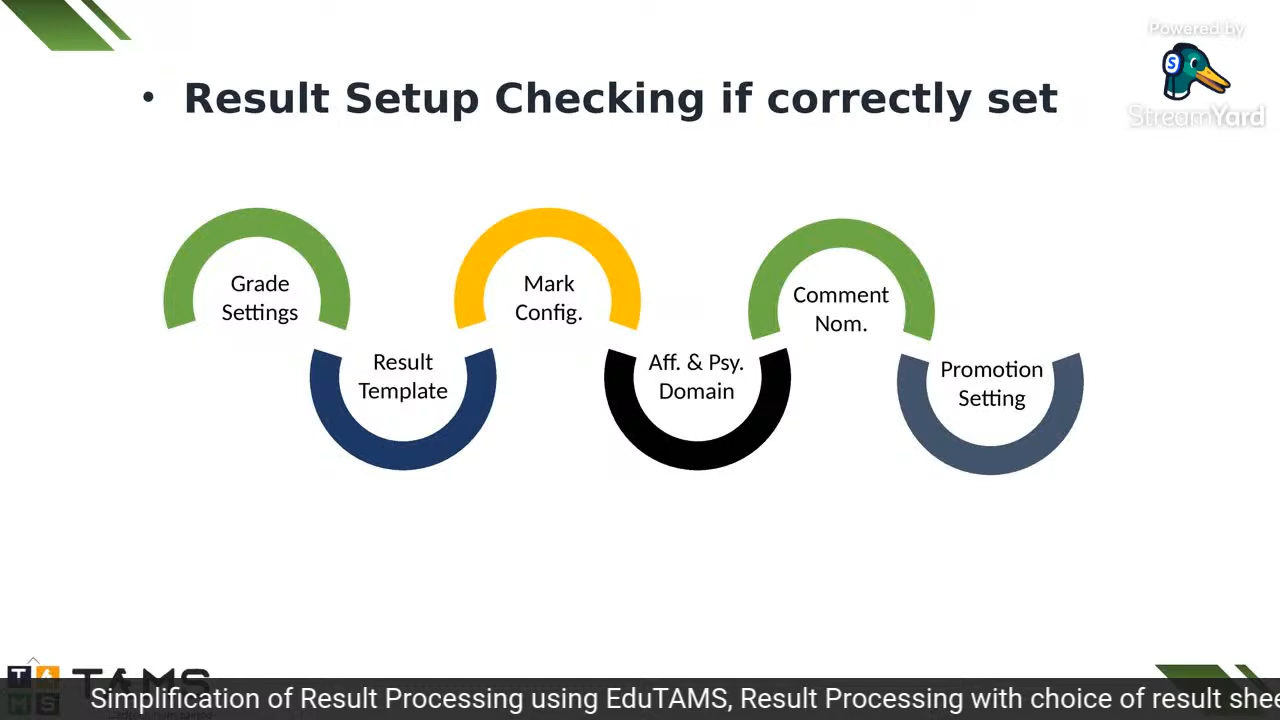 Powered by
S
StreamYard
• Result Setup Checking if correctly set
Grade
Settings
Mark
Config.
Comment
Nom.
Result
Template
Aff. & Psy.
Domain
Promotion
Setting
T
TAMS
M S
Simplification of Result Processing using EduTAMS, Result Processing with choice of result shee